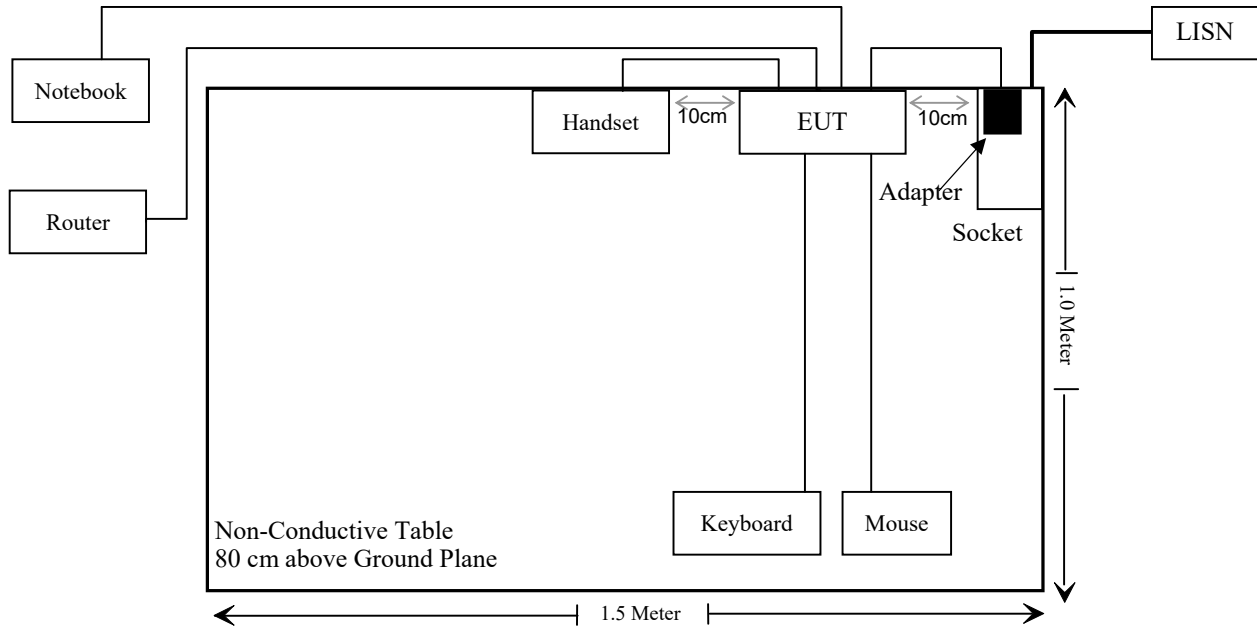 LISN
Notebook
Handset
10cm
EUT
10cm
Adapter
Router
Socket
1.0 Meter
Keyboard
Mouse
Non-Conductive Table
80 cm above Ground Plane
1.5 Meter